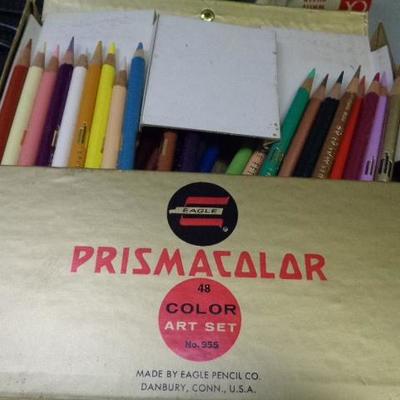 EAGLE
PRISMACOLOR
48
COLOR
ART SET
No. 955
MADE BY EAGLE PENCIL CO.
DANBURY, CONN., U.S.A.